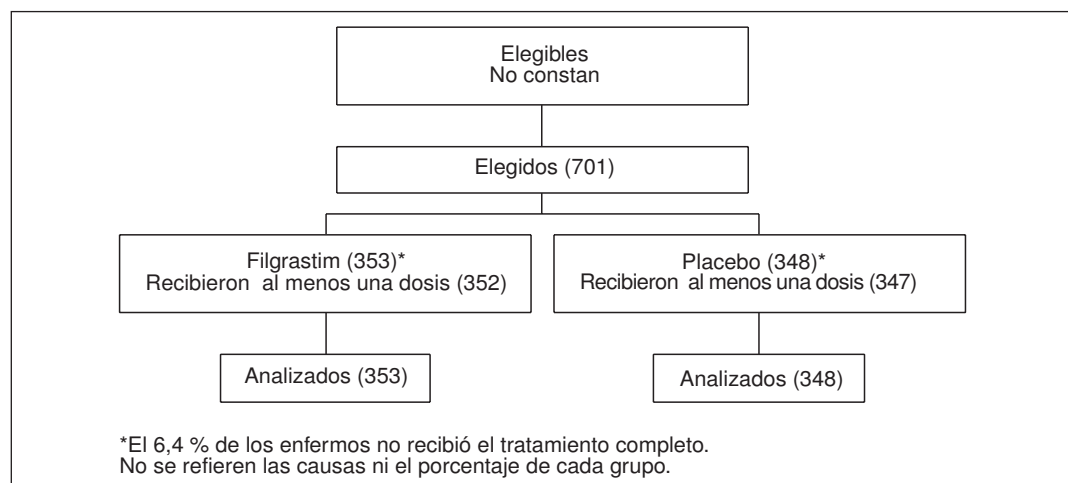 Elegibles
No constan
Elegidos (701)
Filgrastim (353)*
Recibieron al menos una dosis (352)
Placebo (348)*
Recibieron al menos una dosis (347)
Analizados (353)
Analizados (348)
*El 6,4 % de los enfermos no recibió el tratamiento completo.
No se refieren las causas ni el porcentaje de cada grupo.